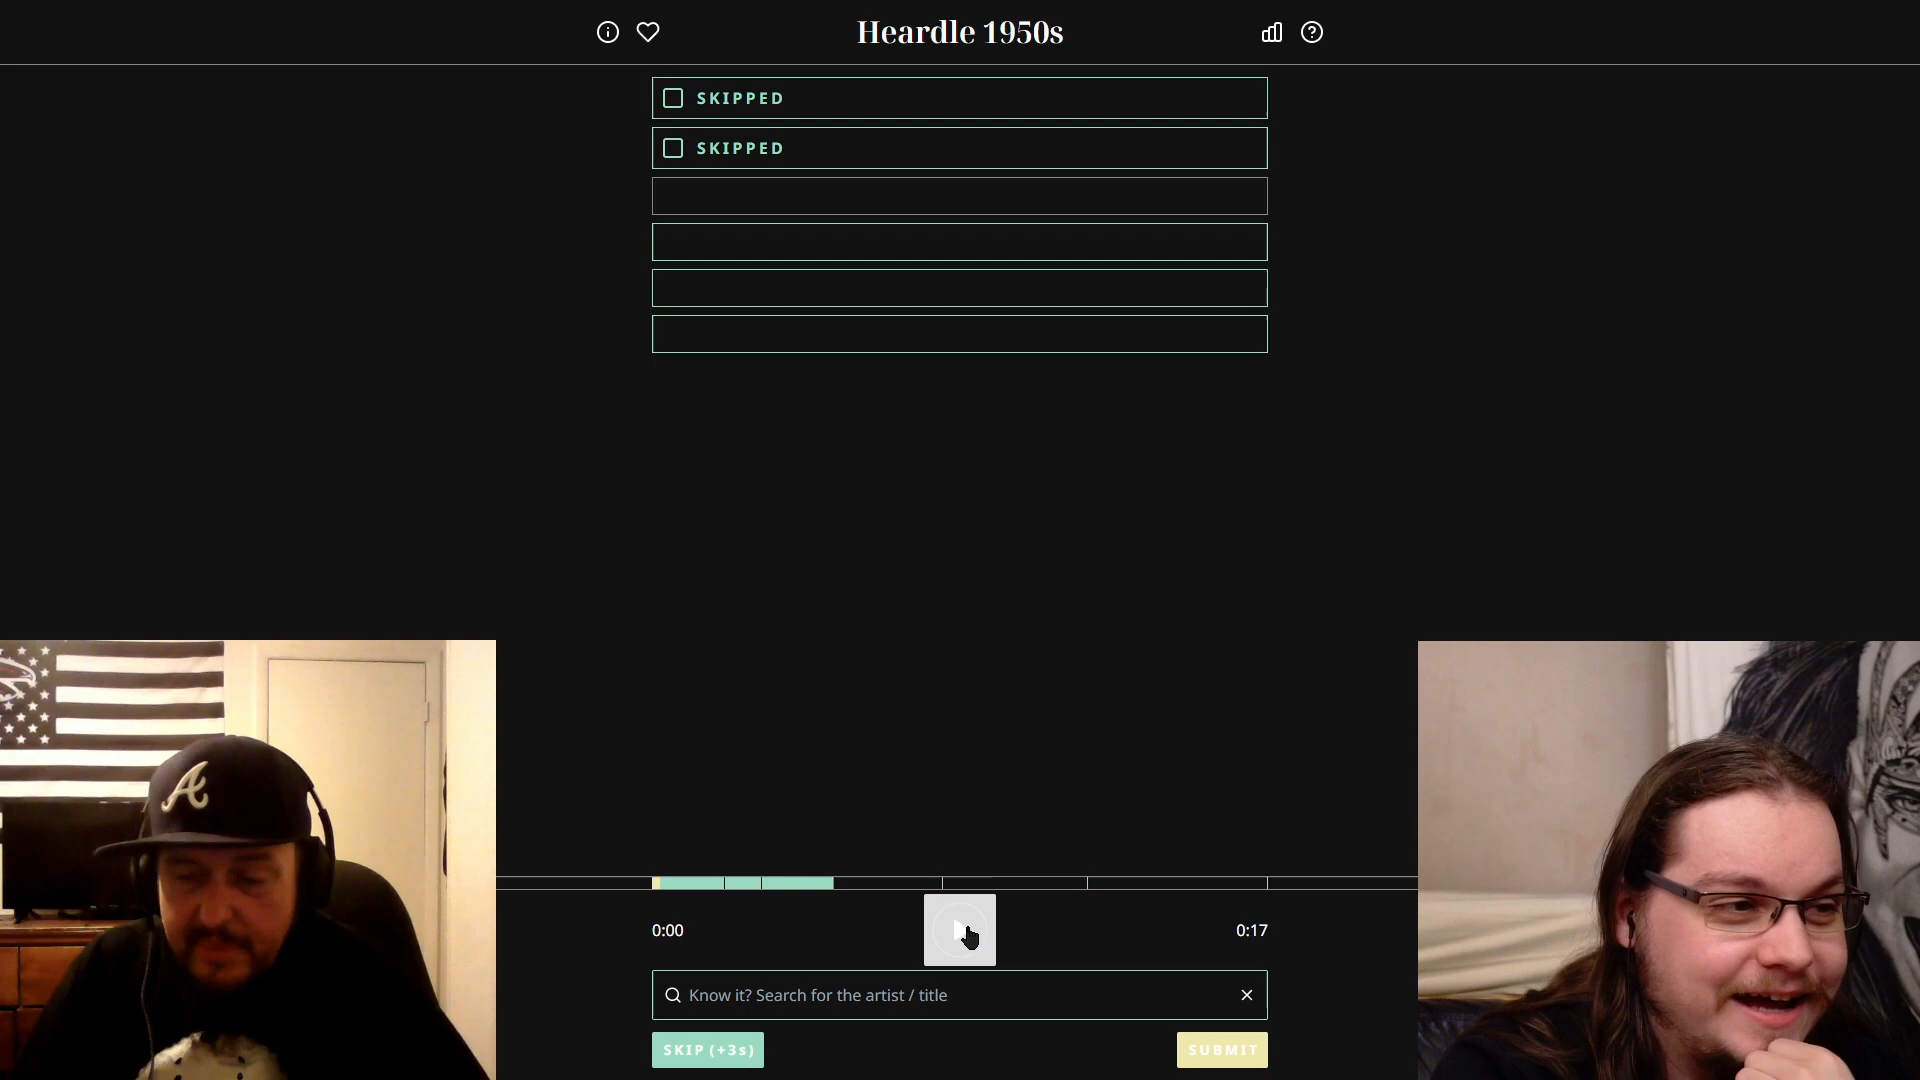 Heardle 1950s
SKIPPED
SKIPPED
0:00
0:17
Know it? Search for the artist / title
SKIP (+3s)
SUBMIT
A